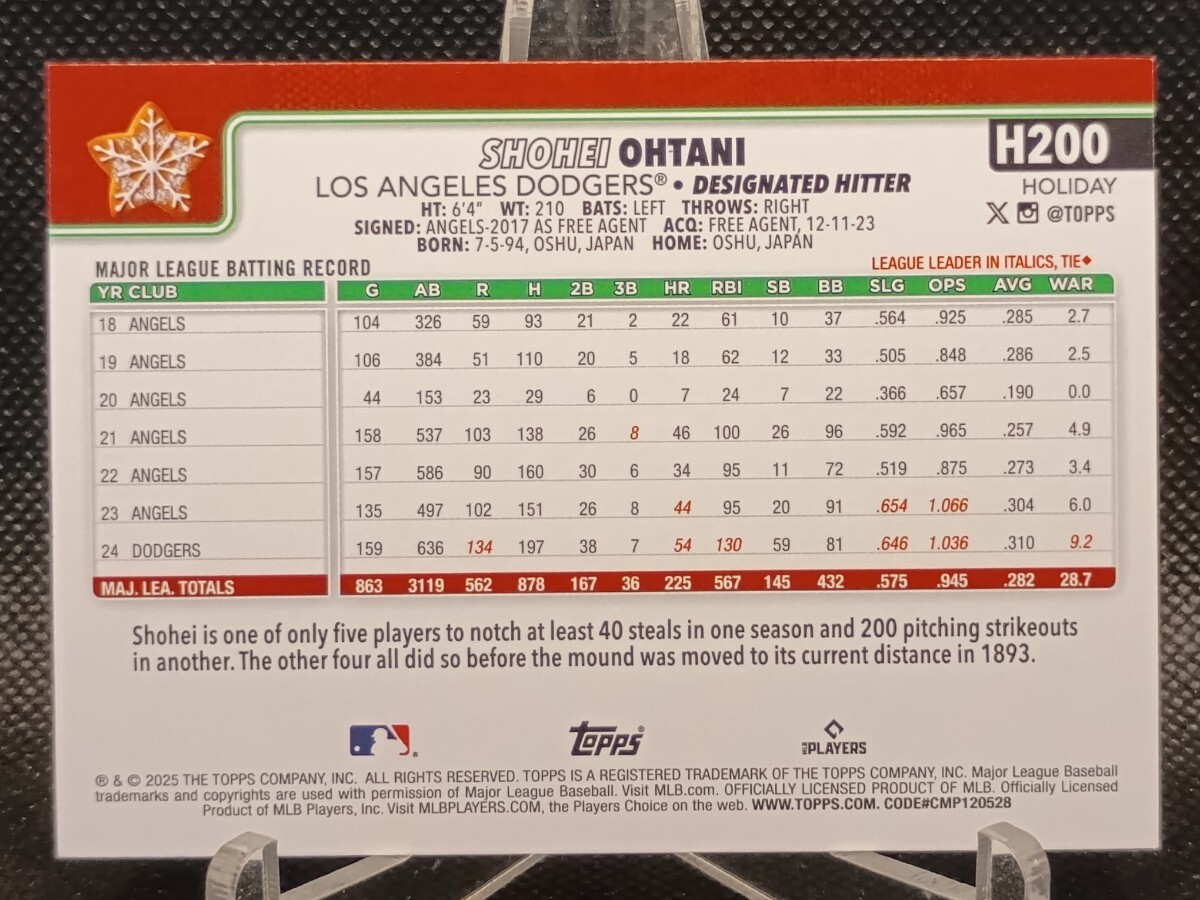 SHOHEI OHTANI
H200
LOS ANGELES DODGERS® • DESIGNATED HITTER
HOLIDAY
HT: 6'4" WT: 210 BATS: LEFT THROWS: RIGHT
@TOPPS
SIGNED: ANGELS-2017 AS FREE AGENT ACQ: FREE AGENT, 12-11-23
BORN: 7-5-94, OSHU, JAPAN HOME: OSHU, JAPAN
MAJOR LEAGUE BATTING RECORD
LEAGUE LEADER IN ITALICS, TIE◆
YR CLUB G AB R H 2B 3B HR RBI SB BB SLG OPS AVG WAR
18 ANGELS 104 326 59 93 21 2 22 61 10 37 .564 .925 .285 2.7
19 ANGELS 106 384 51 110 20 5 18 62 12 33 .505 .848 .286 2.5
20 ANGELS 44 153 23 29 6 0 7 24 7 22 .366 .657 .190 0.0
21 ANGELS 158 537 103 138 26 8 46 100 26 96 .592 .965 .257 4.9
22 ANGELS 157 586 90 160 30 6 34 95 11 72 .519 .875 .273 3.4
23 ANGELS 135 497 102 151 26 8 44 95 20 91 .654 1.066 .304 6.0
24 DODGERS 159 636 134 197 38 7 54 130 59 81 .646 1.036 .310 9.2
MAJ. LEA. TOTALS 863 3119 562 878 167 36 225 567 145 432 .575 .945 .282 28.7
Shohei is one of only five players to notch at least 40 steals in one season and 200 pitching strikeouts
in another. The other four all did so before the mound was moved to its current distance in 1893.
Topps®
MLB PLAYERS
® & © 2025 THE TOPPS COMPANY, INC. ALL RIGHTS RESERVED. TOPPS IS A REGISTERED TRADEMARK OF THE TOPPS COMPANY, INC. Major League Baseball
trademarks and copyrights are used with permission of Major League Baseball. Visit MLB.com. OFFICIALLY LICENSED PRODUCT OF MLB. Officially Licensed
Product of MLB Players, Inc. Visit MLBPLAYERS.COM, the Players Choice on the web. WWW.TOPPS.COM. CODE#CMP120528